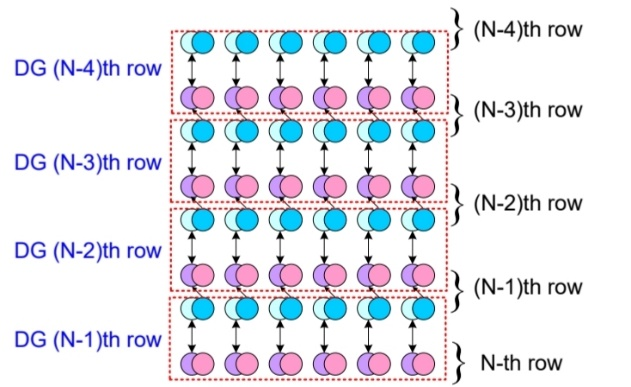 (N-4)th row
DG (N-4)th row
(N-3)th row
DG (N-3)th row
(N-2)th row
DG (N-2)th row
(N-1)th row
DG (N-1)th row
N-th row